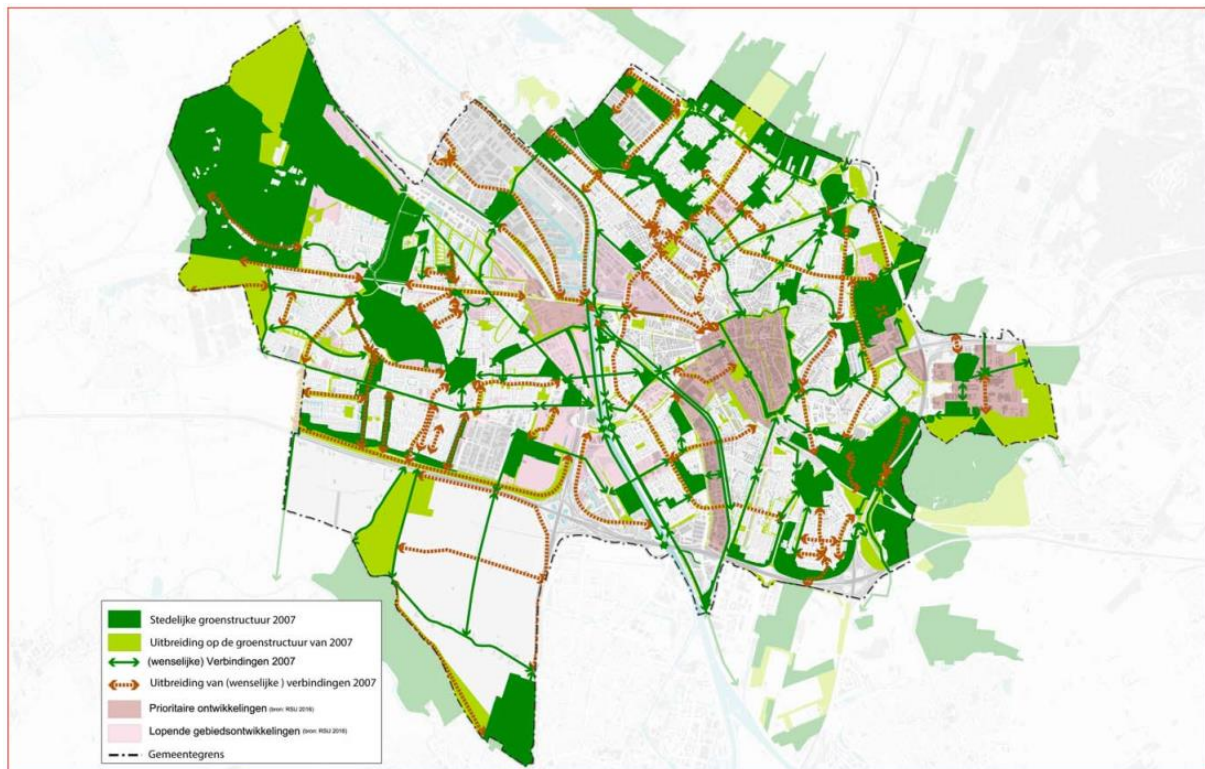 Stedelijke groenstructuur 2007
Uitbreiding op de groenstructuur van 2007
(wenselijke) Verbindingen 2007
Uitbreiding van (wenselijke ) verbindingen 2007
Prioritaire ontwikkelingen (bron: RSU 2016)
Lopende gebiedsontwikkelingen (bron: RSU 2016)
Gemeentegrens